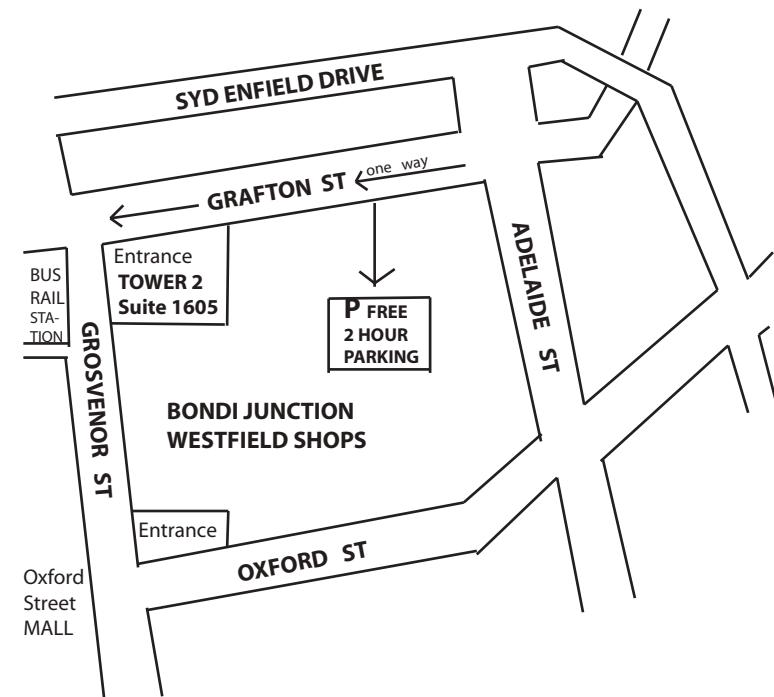 SYD ENFIELD DRIVE
one way
GRAFTON ST
Entrance
TOWER 2
Suite 1605
BUS
RAIL
STA-
TION
P FREE
2 HOUR
PARKING
ADELAIDE ST
GROSVENOR ST
BONDI JUNCTION
WESTFIELD SHOPS
Entrance
OXFORD ST
Oxford
Street
MALL